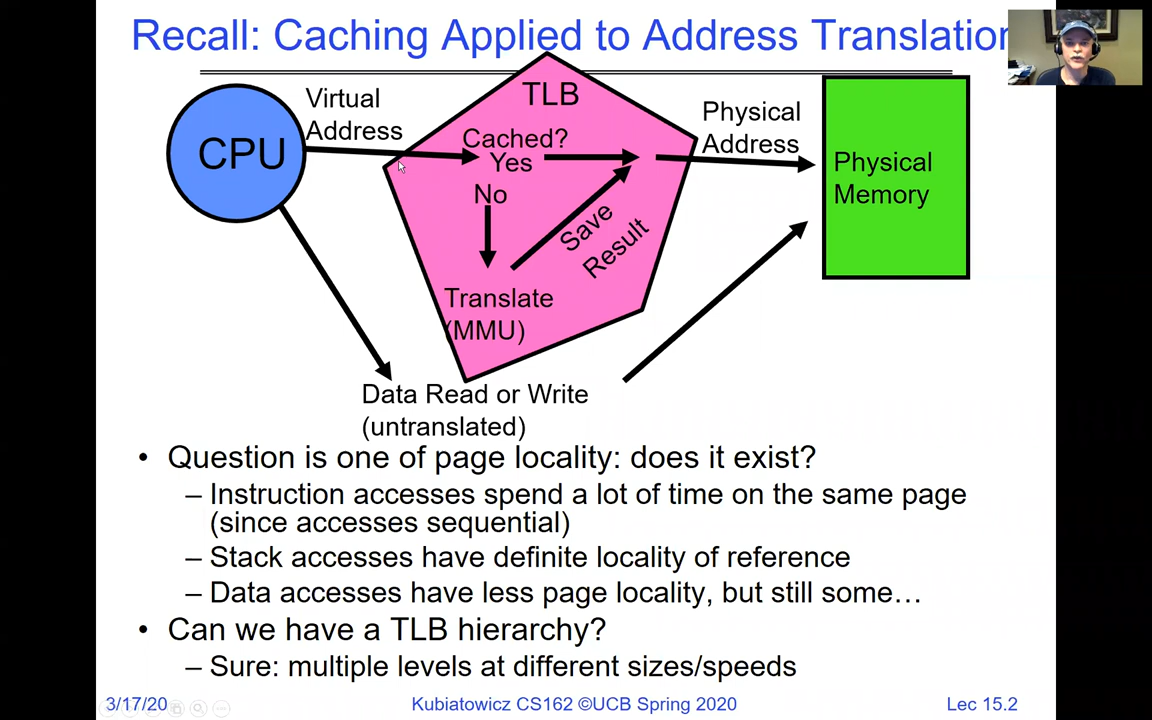 Recall: Caching Applied to Address Translation
CPU
Virtual
Address
TLB
Cached?
Yes
No
Save
Result
Translate
(MMU)
Physical
Address
Physical
Memory
Data Read or Write
(untranslated)
• Question is one of page locality: does it exist?
– Instruction accesses spend a lot of time on the same page
(since accesses sequential)
– Stack accesses have definite locality of reference
– Data accesses have less page locality, but still some…
• Can we have a TLB hierarchy?
– Sure: multiple levels at different sizes/speeds
3/17/20
Kubiatowicz CS162 ©UCB Spring 2020
Lec 15.2